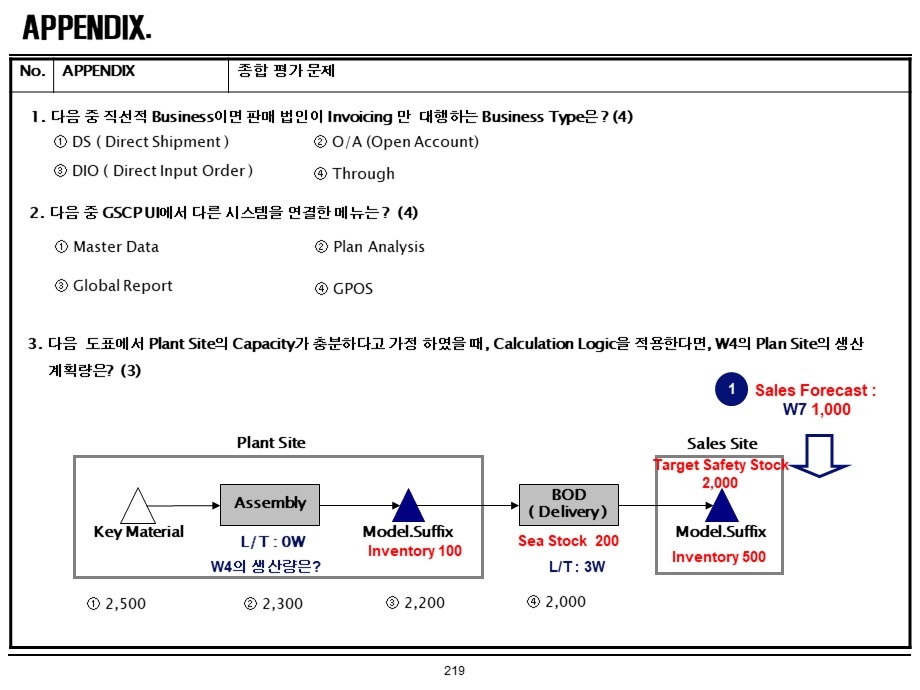 APPENDIX.
No. APPENDIX 종합 평가 문제
1. 다음 중 직선적 Business이면 판매 법인이 Invoicing 만 대행하는 Business Type은? (4)
① DS ( Direct Shipment ) ② O/A (Open Account)
③ DIO ( Direct Input Order ) ④ Through
2. 다음 중 GSCP UI에서 다른 시스템을 연결한 메뉴는? (4)
① Master Data ② Plan Analysis
③ Global Report ④ GPOS
3. 다음 도표에서 Plant Site의 Capacity가 충분하다고 가정 하였을 때, Calculation Logic을 적용한다면, W4의 Plan Site의 생산
계획량은? (3)
1 Sales Forecast :
W7 1,000
Plant Site
Sales Site
Target Safety Stock
2,000
Assembly
BOD
( Delivery )
Key Material
Model.Suffix
Model.Suffix
L/T : 0W
Inventory 100
Sea Stock 200
Inventory 500
W4의 생산량은?
L/T : 3W
① 2,500 ② 2,300 ③ 2,200 ④ 2,000
219